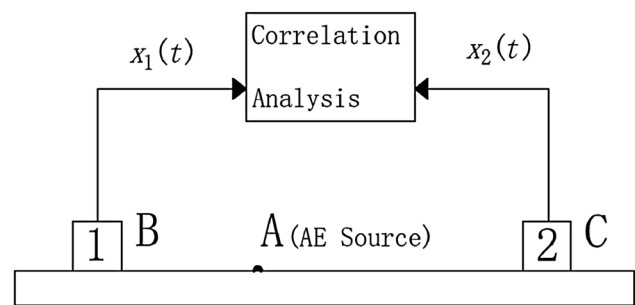 Correlation
Analysis
x₁(t)
x₂(t)
1 B
A (AE Source)
2 C